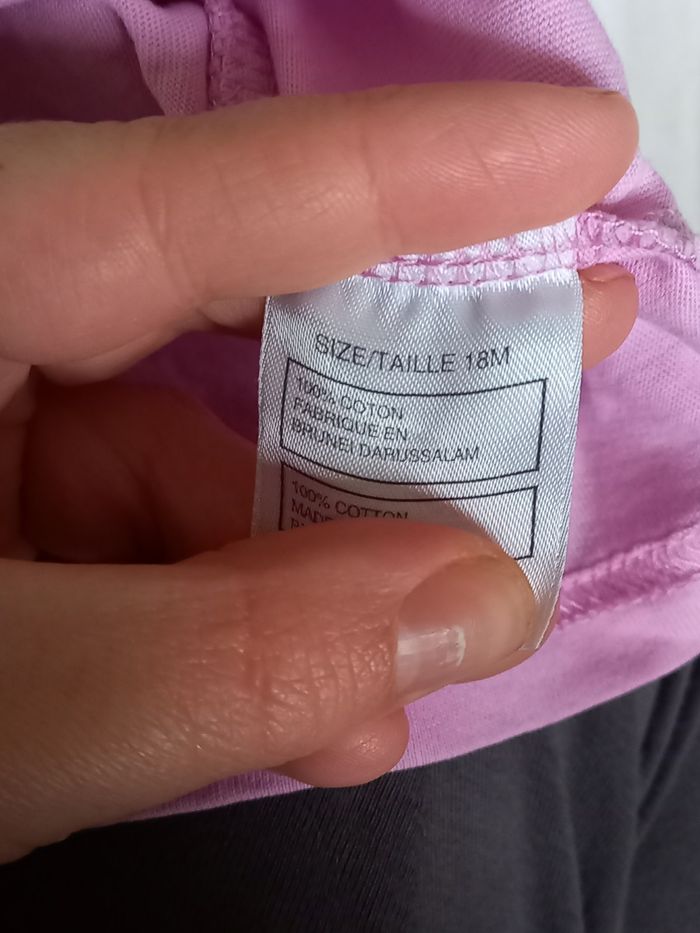 SIZE/TAILLE 18M
100% COTON
FABRIQUE EN
BRUNEI DARUSSALAM
100% COTTON